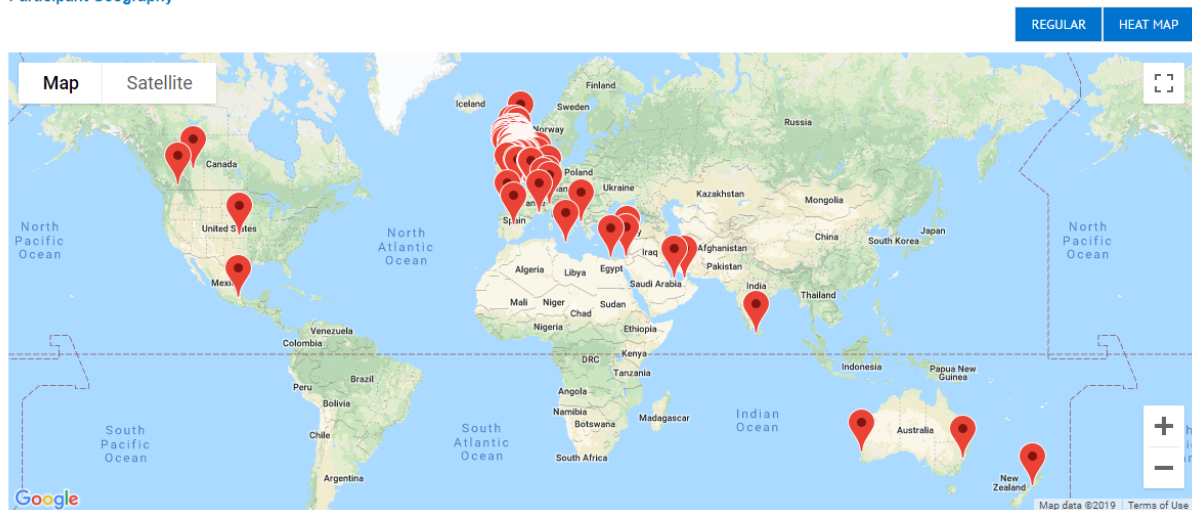 Participant Geography
REGULAR
HEAT MAP
Map
Satellite
Iceland
Finland
Sweden
Norway
Russia
Canada
Poland
Ukraine
Kazakhstan
Mongolia
North
Pacific
Ocean
United States
North
Atlantic
Ocean
Spain
China
South Korea
Japan
North
Pacific
Ocean
Iraq
Afghanistan
Pakistan
Algeria
Libya
Egypt
Saudi Arabia
India
Thailand
Mali
Niger
Chad
Sudan
Nigeria
Ethiopia
Venezuela
Colombia
DRC
Kenya
Tanzania
Indonesia
Papua New
Guinea
Peru
Brazil
Bolivia
Angola
Namibia
Botswana
Madagascar
Indian
Ocean
South
Pacific
Ocean
Chile
South
Atlantic
Ocean
Australia
South Africa
Argentina
New
Zealand
Google
Map data ©2019
Terms of Use